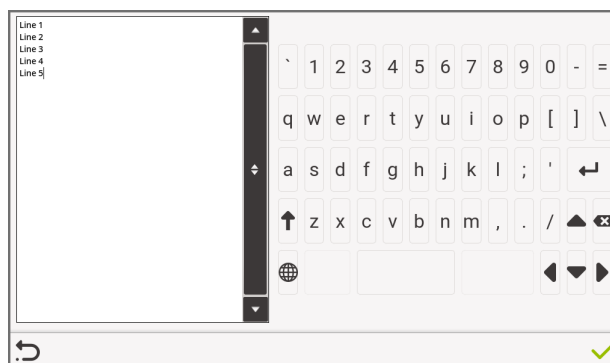 Line 1
Line 2
Line 3
Line 4
Line 5
` 1 2 3 4 5 6 7 8 9 0 - =
q w e r t y u i o p [ ] \
a s d f g h j k l ; '
z x c v b n m , . /